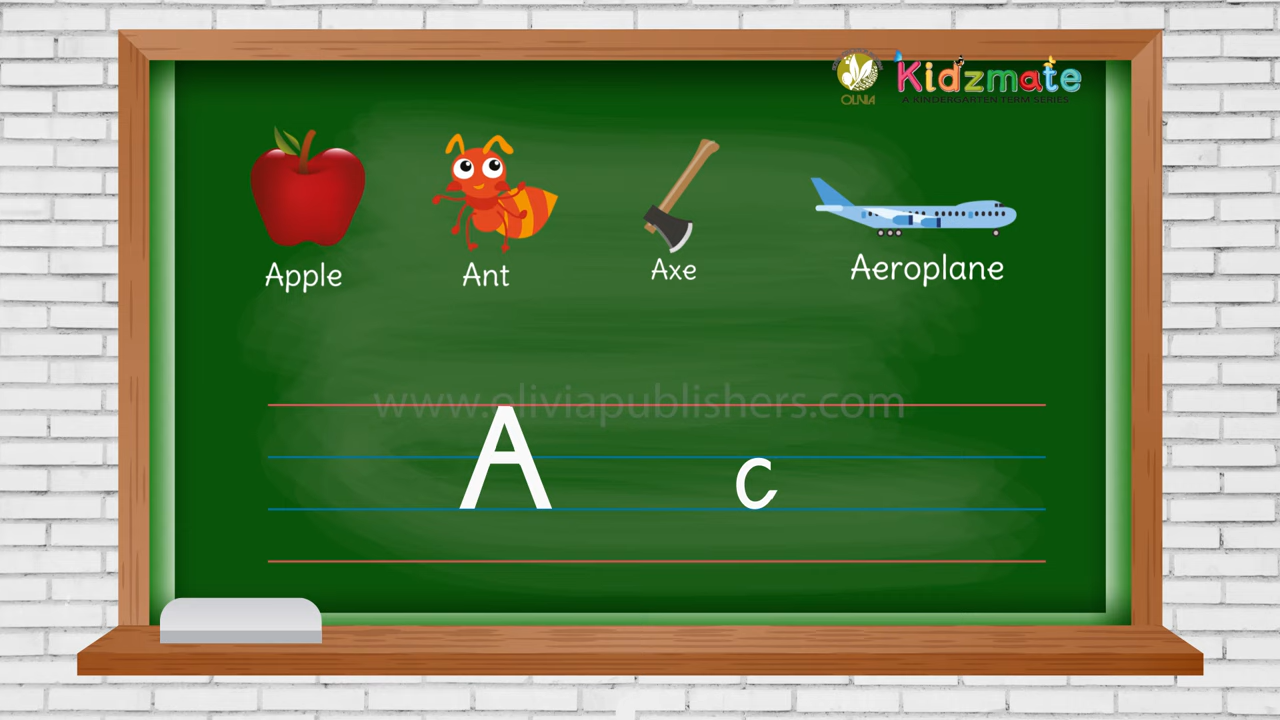 Kidzmate
OLIVIA
A KINDERGARTEN TERM SERIES
Apple Ant Axe Aeroplane
www.oliviapublishers.com
A c